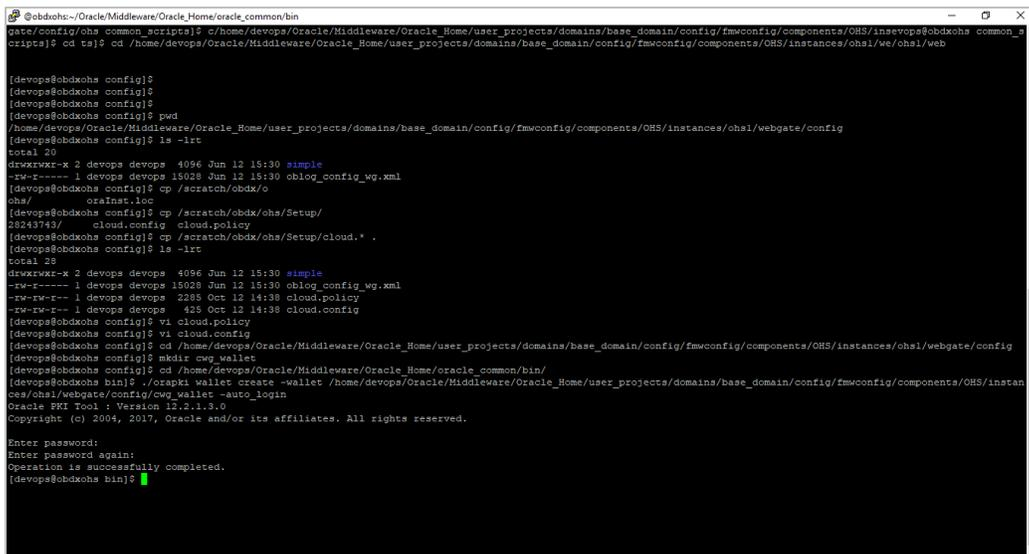 @obdxohs:~/Oracle/Middleware/Oracle_Home/oracle_common/bin
gate/config/ohs common_scripts]$ c/home/devops/Oracle/Middleware/Oracle_Home/user_projects/domains/base_domain/config/fmwconfig/components/OHS/insevops@obdxohs common_s
cripts]$ cd ts]$ cd /home/devops/Oracle/Middleware/Oracle_Home/user_projects/domains/base_domain/config/fmwconfig/components/OHS/instances/ohs1/we/ohs1/web
[devops@obdxohs config]$
[devops@obdxohs config]$
[devops@obdxohs config]$
[devops@obdxohs config]$ pwd
/home/devops/Oracle/Middleware/Oracle_Home/user_projects/domains/base_domain/config/fmwconfig/components/OHS/instances/ohs1/webgate/config
[devops@obdxohs config]$ ls -lrt
total 20
drwxrwxr-x 2 devops devops 4096 Jun 12 15:30 simple
-rw-r----- 1 devops devops 15028 Jun 12 15:30 oblog_config_wg.xml
[devops@obdxohs config]$ cp /scratch/obdx/o
ohs/ oraInst.loc
[devops@obdxohs config]$ cp /scratch/obdx/ohs/Setup/
28243743/ cloud.config cloud.policy
[devops@obdxohs config]$ cp /scratch/obdx/ohs/Setup/cloud.* .
[devops@obdxohs config]$ ls -lrt
total 28
drwxrwxr-x 2 devops devops 4096 Jun 12 15:30 simple
-rw-r----- 1 devops devops 15028 Jun 12 15:30 oblog_config_wg.xml
-rw-rw-r-- 1 devops devops 2285 Oct 12 14:38 cloud.policy
-rw-rw-r-- 1 devops devops 425 Oct 12 14:38 cloud.config
[devops@obdxohs config]$ vi cloud.policy
[devops@obdxohs config]$ vi cloud.config
[devops@obdxohs config]$ cd /home/devops/Oracle/Middleware/Oracle_Home/user_projects/domains/base_domain/config/fmwconfig/components/OHS/instances/ohs1/webgate/config
[devops@obdxohs config]$ mkdir cwg_wallet
[devops@obdxohs config]$ cd /home/devops/Oracle/Middleware/Oracle_Home/oracle_common/bin/
[devops@obdxohs bin]$ ./orapki wallet create -wallet /home/devops/Oracle/Middleware/Oracle_Home/user_projects/domains/base_domain/config/fmwconfig/components/OHS/instan
ces/ohs1/webgate/config/cwg_wallet -auto_login
Oracle PKI Tool : Version 12.2.1.3.0
Copyright (c) 2004, 2017, Oracle and/or its affiliates. All rights reserved.
Enter password:
Enter password again:
Operation is successfully completed.
[devops@obdxohs bin]$